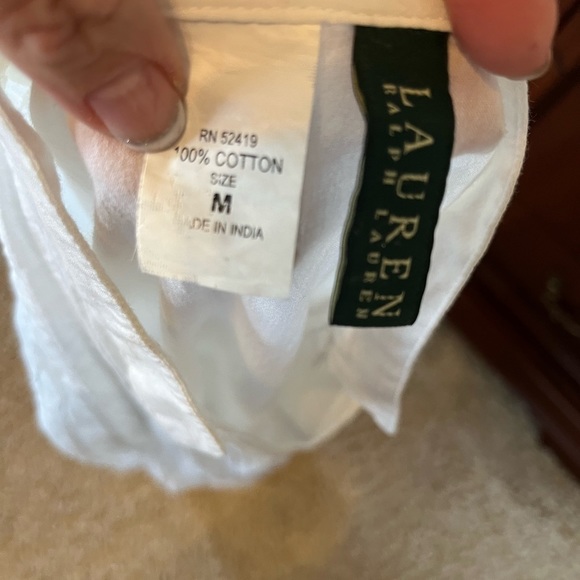 RN 52419
100% COTTON
SIZE
M
ADE IN INDIA
LAUREN
RALPH LAUREN